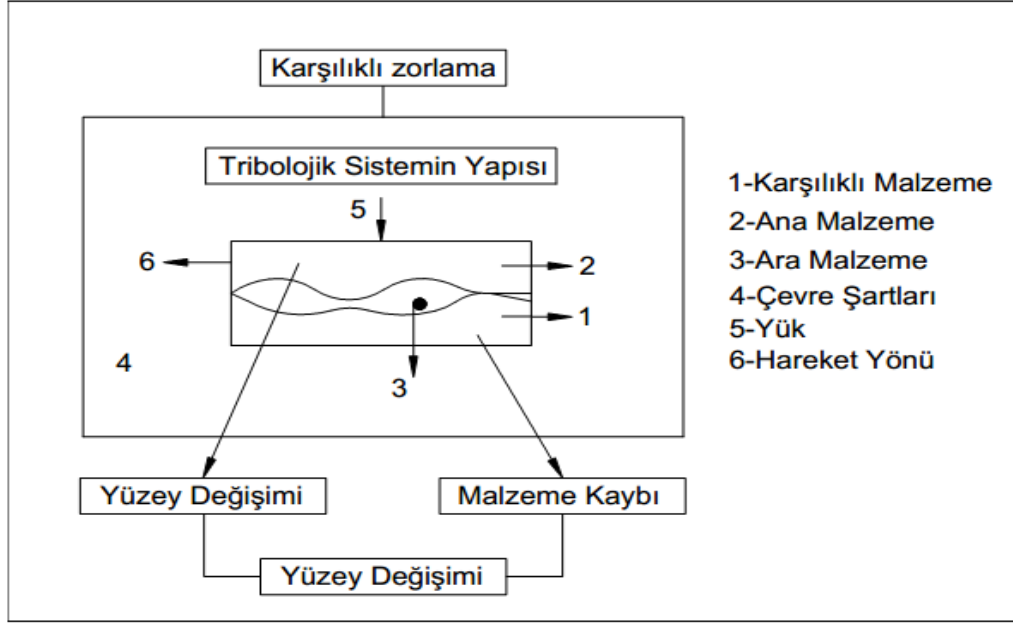 Karşılıklı zorlama
Tribolojik Sistemin Yapısı
5
6
2
1
4
3
1-Karşılıklı Malzeme
2-Ana Malzeme
3-Ara Malzeme
4-Çevre Şartları
5-Yük
6-Hareket Yönü
Yüzey Değişimi
Malzeme Kaybı
Yüzey Değişimi